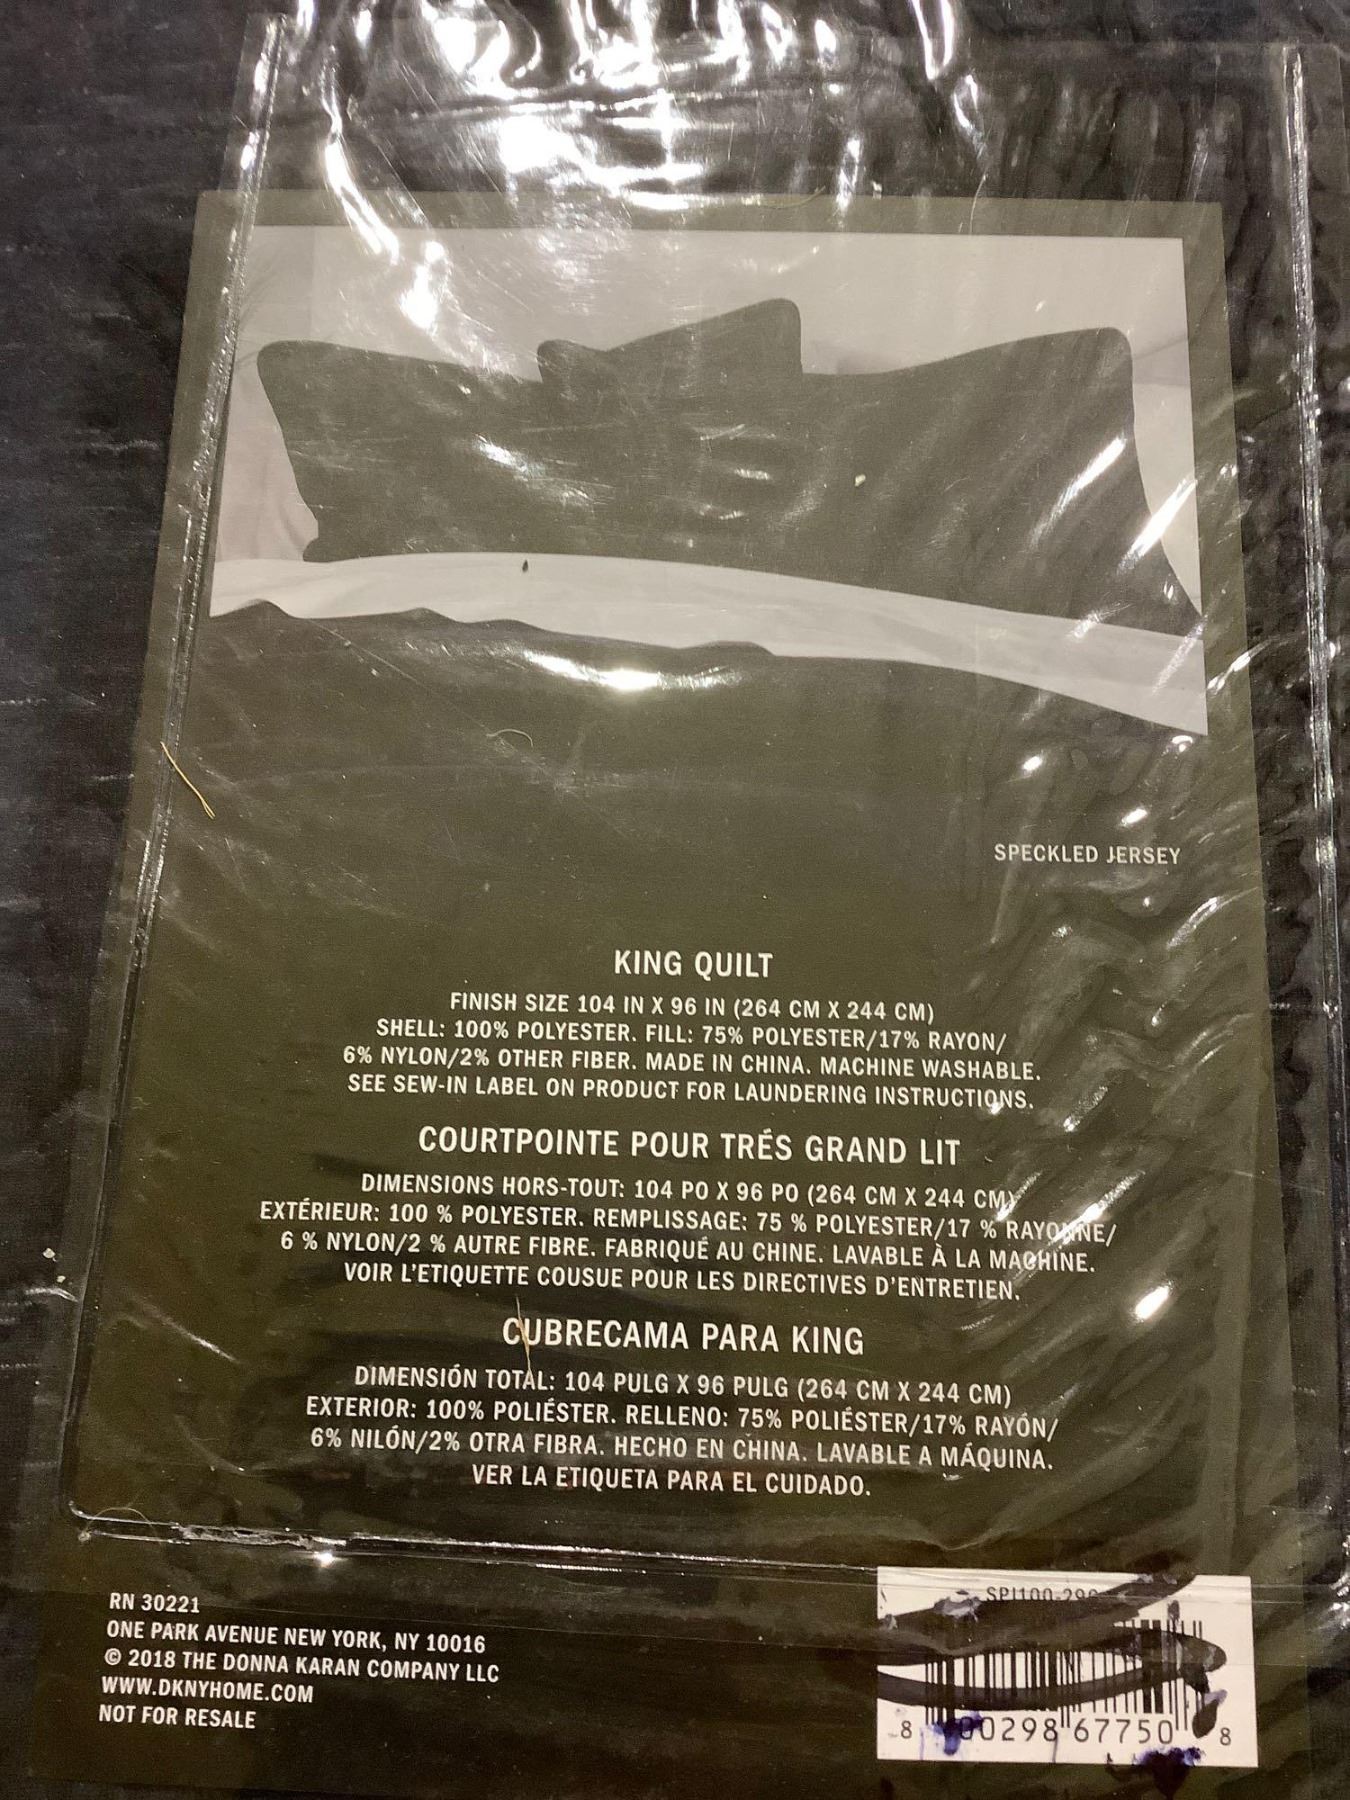 SPECKLED JERSEY
KING QUILT
FINISH SIZE 104 IN X 96 IN (264 CM X 244 CM)
SHELL: 100% POLYESTER. FILL: 75% POLYESTER/17% RAYON/
6% NYLON/2% OTHER FIBER. MADE IN CHINA. MACHINE WASHABLE.
SEE SEW-IN LABEL ON PRODUCT FOR LAUNDERING INSTRUCTIONS.
COURTPOINTE POUR TRÉS GRAND LIT
DIMENSIONS HORS-TOUT: 104 PO X 96 PO (264 CM X 244 CM)
EXTÉRIEUR: 100 % POLYESTER. REMPLISSAGE: 75 % POLYESTER/17 % RAYONNE/
6 % NYLON/2 % AUTRE FIBRE. FABRIQUÉ AU CHINE. LAVABLE À LA MACHINE.
VOIR L'ETIQUETTE COUSUE POUR LES DIRECTIVES D'ENTRETIEN.
CUBRECAMA PARA KING
DIMENSIÓN TOTAL: 104 PULG X 96 PULG (264 CM X 244 CM)
EXTERIOR: 100% POLIÉSTER. RELLENO: 75% POLIÉSTER/17% RAYÓN/
6% NILÓN/2% OTRA FIBRA. HECHO EN CHINA. LAVABLE A MÁQUINA.
VER LA ETIQUETA PARA EL CUIDADO.
RN 30221
ONE PARK AVENUE NEW YORK, NY 10016
© 2018 THE DONNA KARAN COMPANY LLC
WWW.DKNYHOME.COM
NOT FOR RESALE
8 00298 67750 8